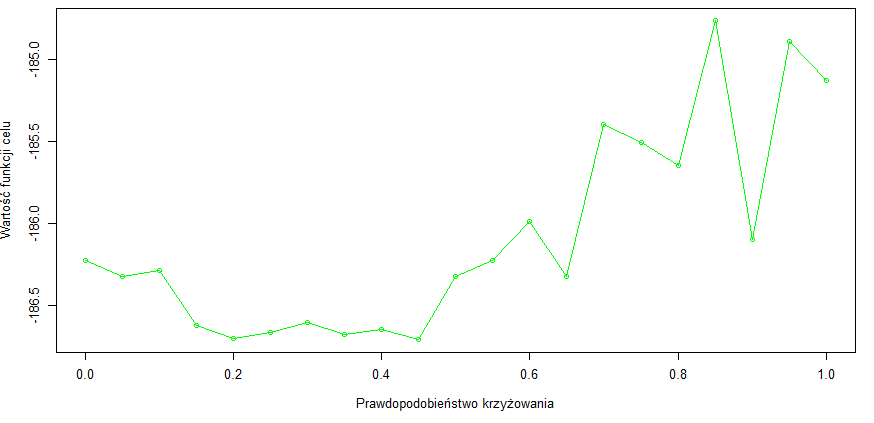 Wartość funkcji celu
-185.0
-185.5
-186.0
-186.5
0.0 0.2 0.4 0.6 0.8 1.0
Prawdopodobieństwo krzyżowania